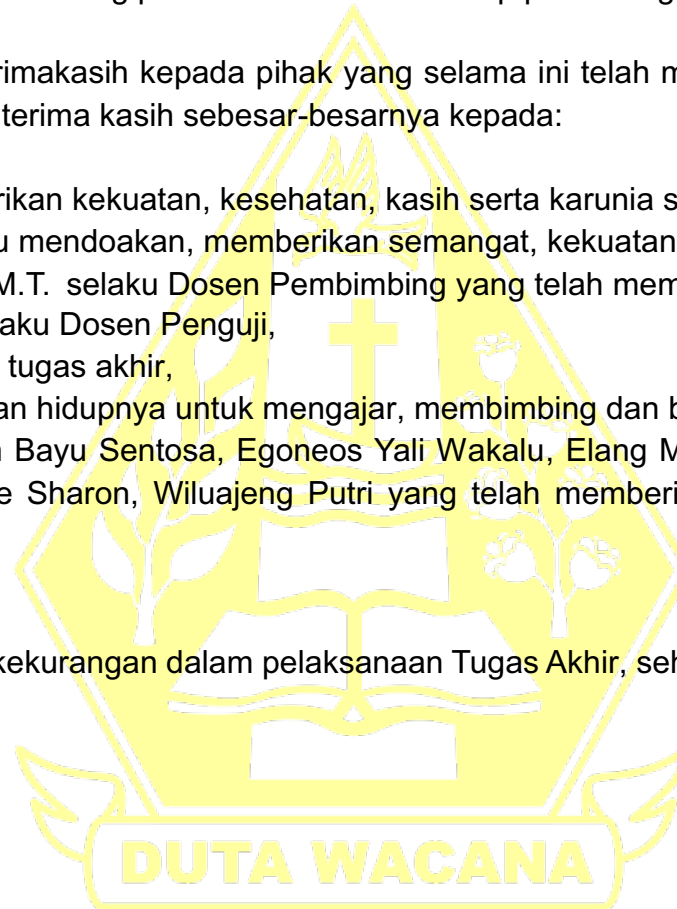 rimakasih kepada pihak yang selama ini telah m
terima kasih sebesar-besarnya kepada:
rikan kekuatan, kesehatan, kasih serta karunia s
u mendoakan, memberikan semangat, kekuatan
M.T. selaku Dosen Pembimbing yang telah mem
laku Dosen Penguji,
tugas akhir,
an hidupnya untuk mengajar, membimbing dan b
n Bayu Sentosa, Egoneos Yali Wakalu, Elang M
e Sharon, Wiluajeng Putri yang telah memberi
kekurangan dalam pelaksanaan Tugas Akhir, seh
DUTA WACANA